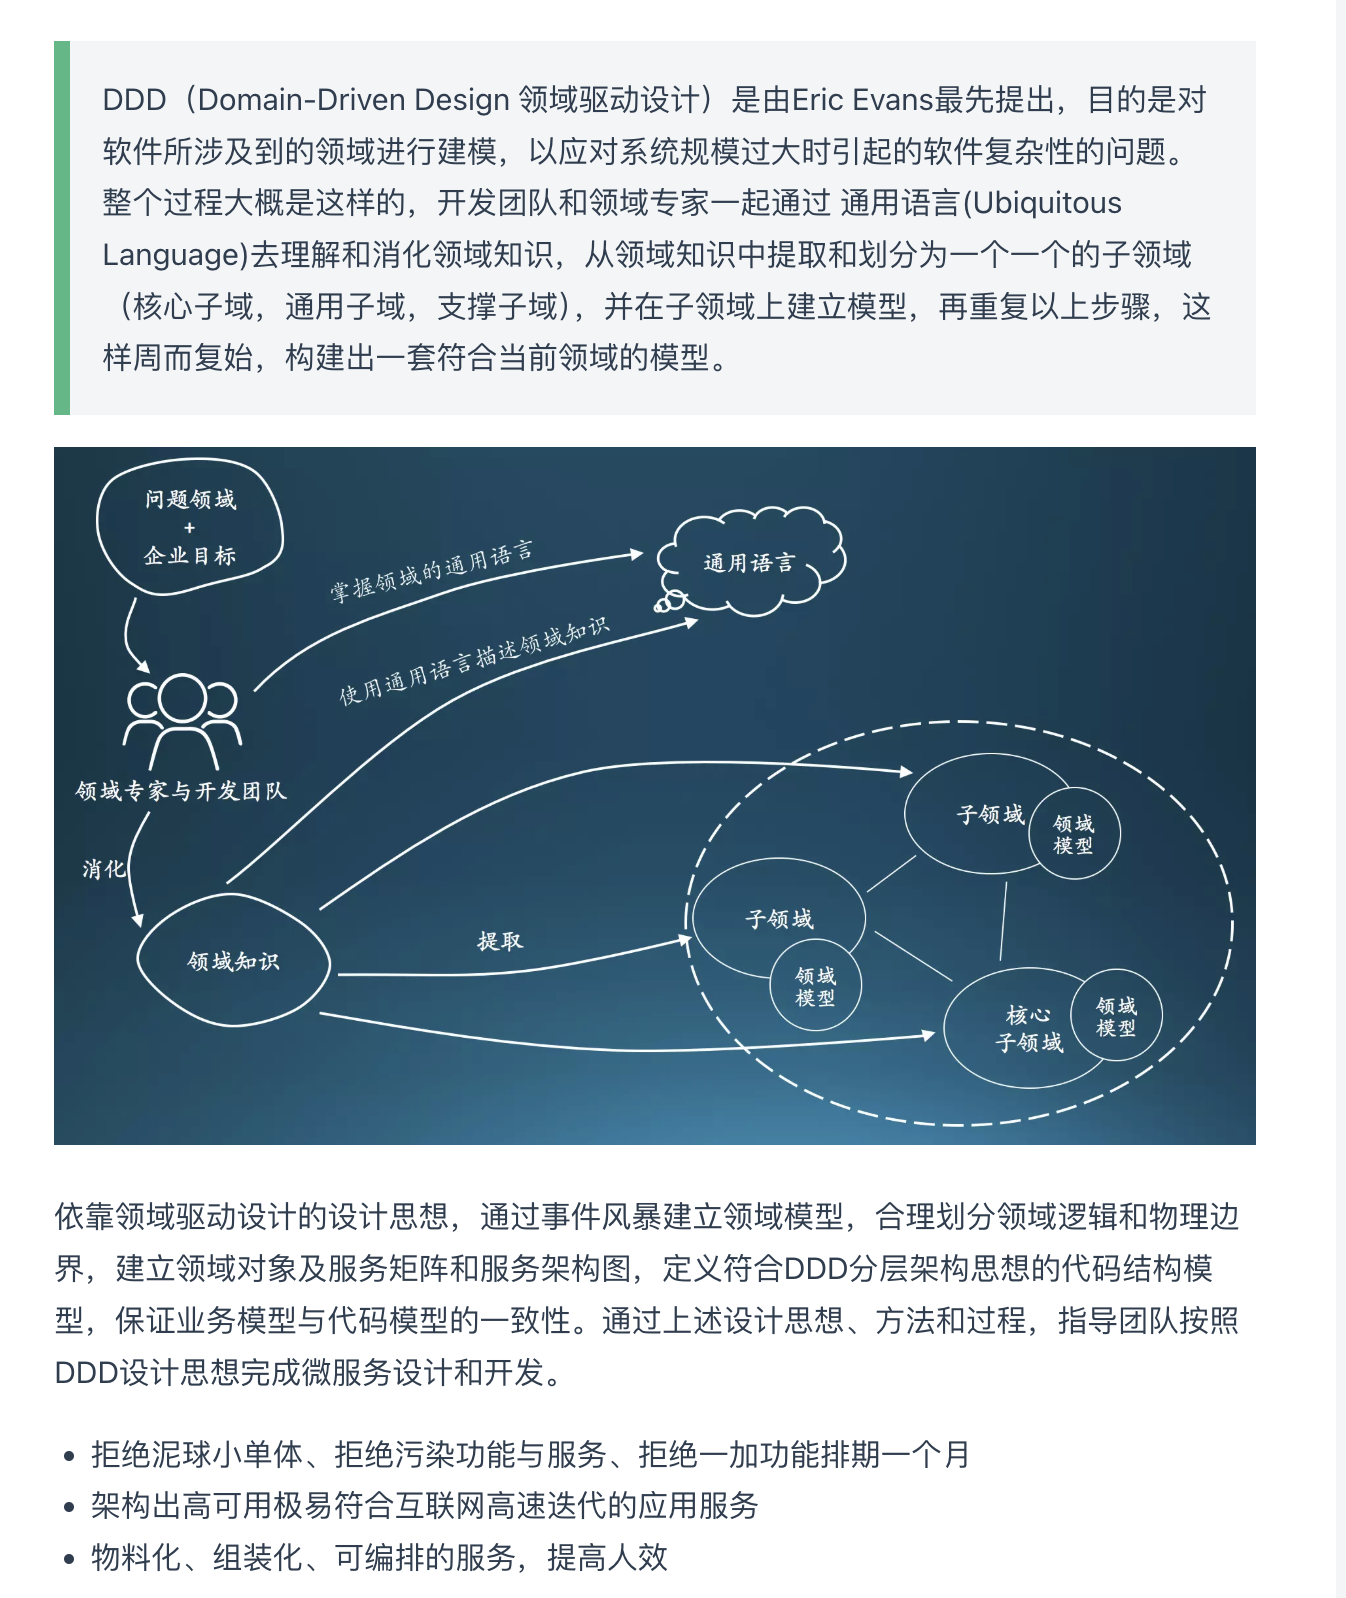 DDD（Domain-Driven Design 领域驱动设计）是由Eric Evans最先提出，目的是对
软件所涉及到的领域进行建模，以应对系统规模过大时引起的软件复杂性的问题。
整个过程大概是这样的，开发团队和领域专家一起通过 通用语言(Ubiquitous
Language)去理解和消化领域知识，从领域知识中提取和划分为一个一个的子领域
（核心子域，通用子域，支撑子域），并在子领域上建立模型，再重复以上步骤，这
样周而复始，构建出一套符合当前领域的模型。
问题领域
+
企业目标
掌握领域的通用语言
通用语言
使用通用语言描述领域知识
领域专家与开发团队
消化
领域知识
提取
子领域
领域
模型
子领域
领域
模型
核心
子领域
领域
模型
依靠领域驱动设计的设计思想，通过事件风暴建立领域模型，合理划分领域逻辑和物理边
界，建立领域对象及服务矩阵和服务架构图，定义符合DDD分层架构思想的代码结构模
型，保证业务模型与代码模型的一致性。通过上述设计思想、方法和过程，指导团队按照
DDD设计思想完成微服务设计和开发。
• 拒绝泥球小单体、拒绝污染功能与服务、拒绝一加功能排期一个月
• 架构出高可用极易符合互联网高速迭代的应用服务
• 物料化、组装化、可编排的服务，提高人效